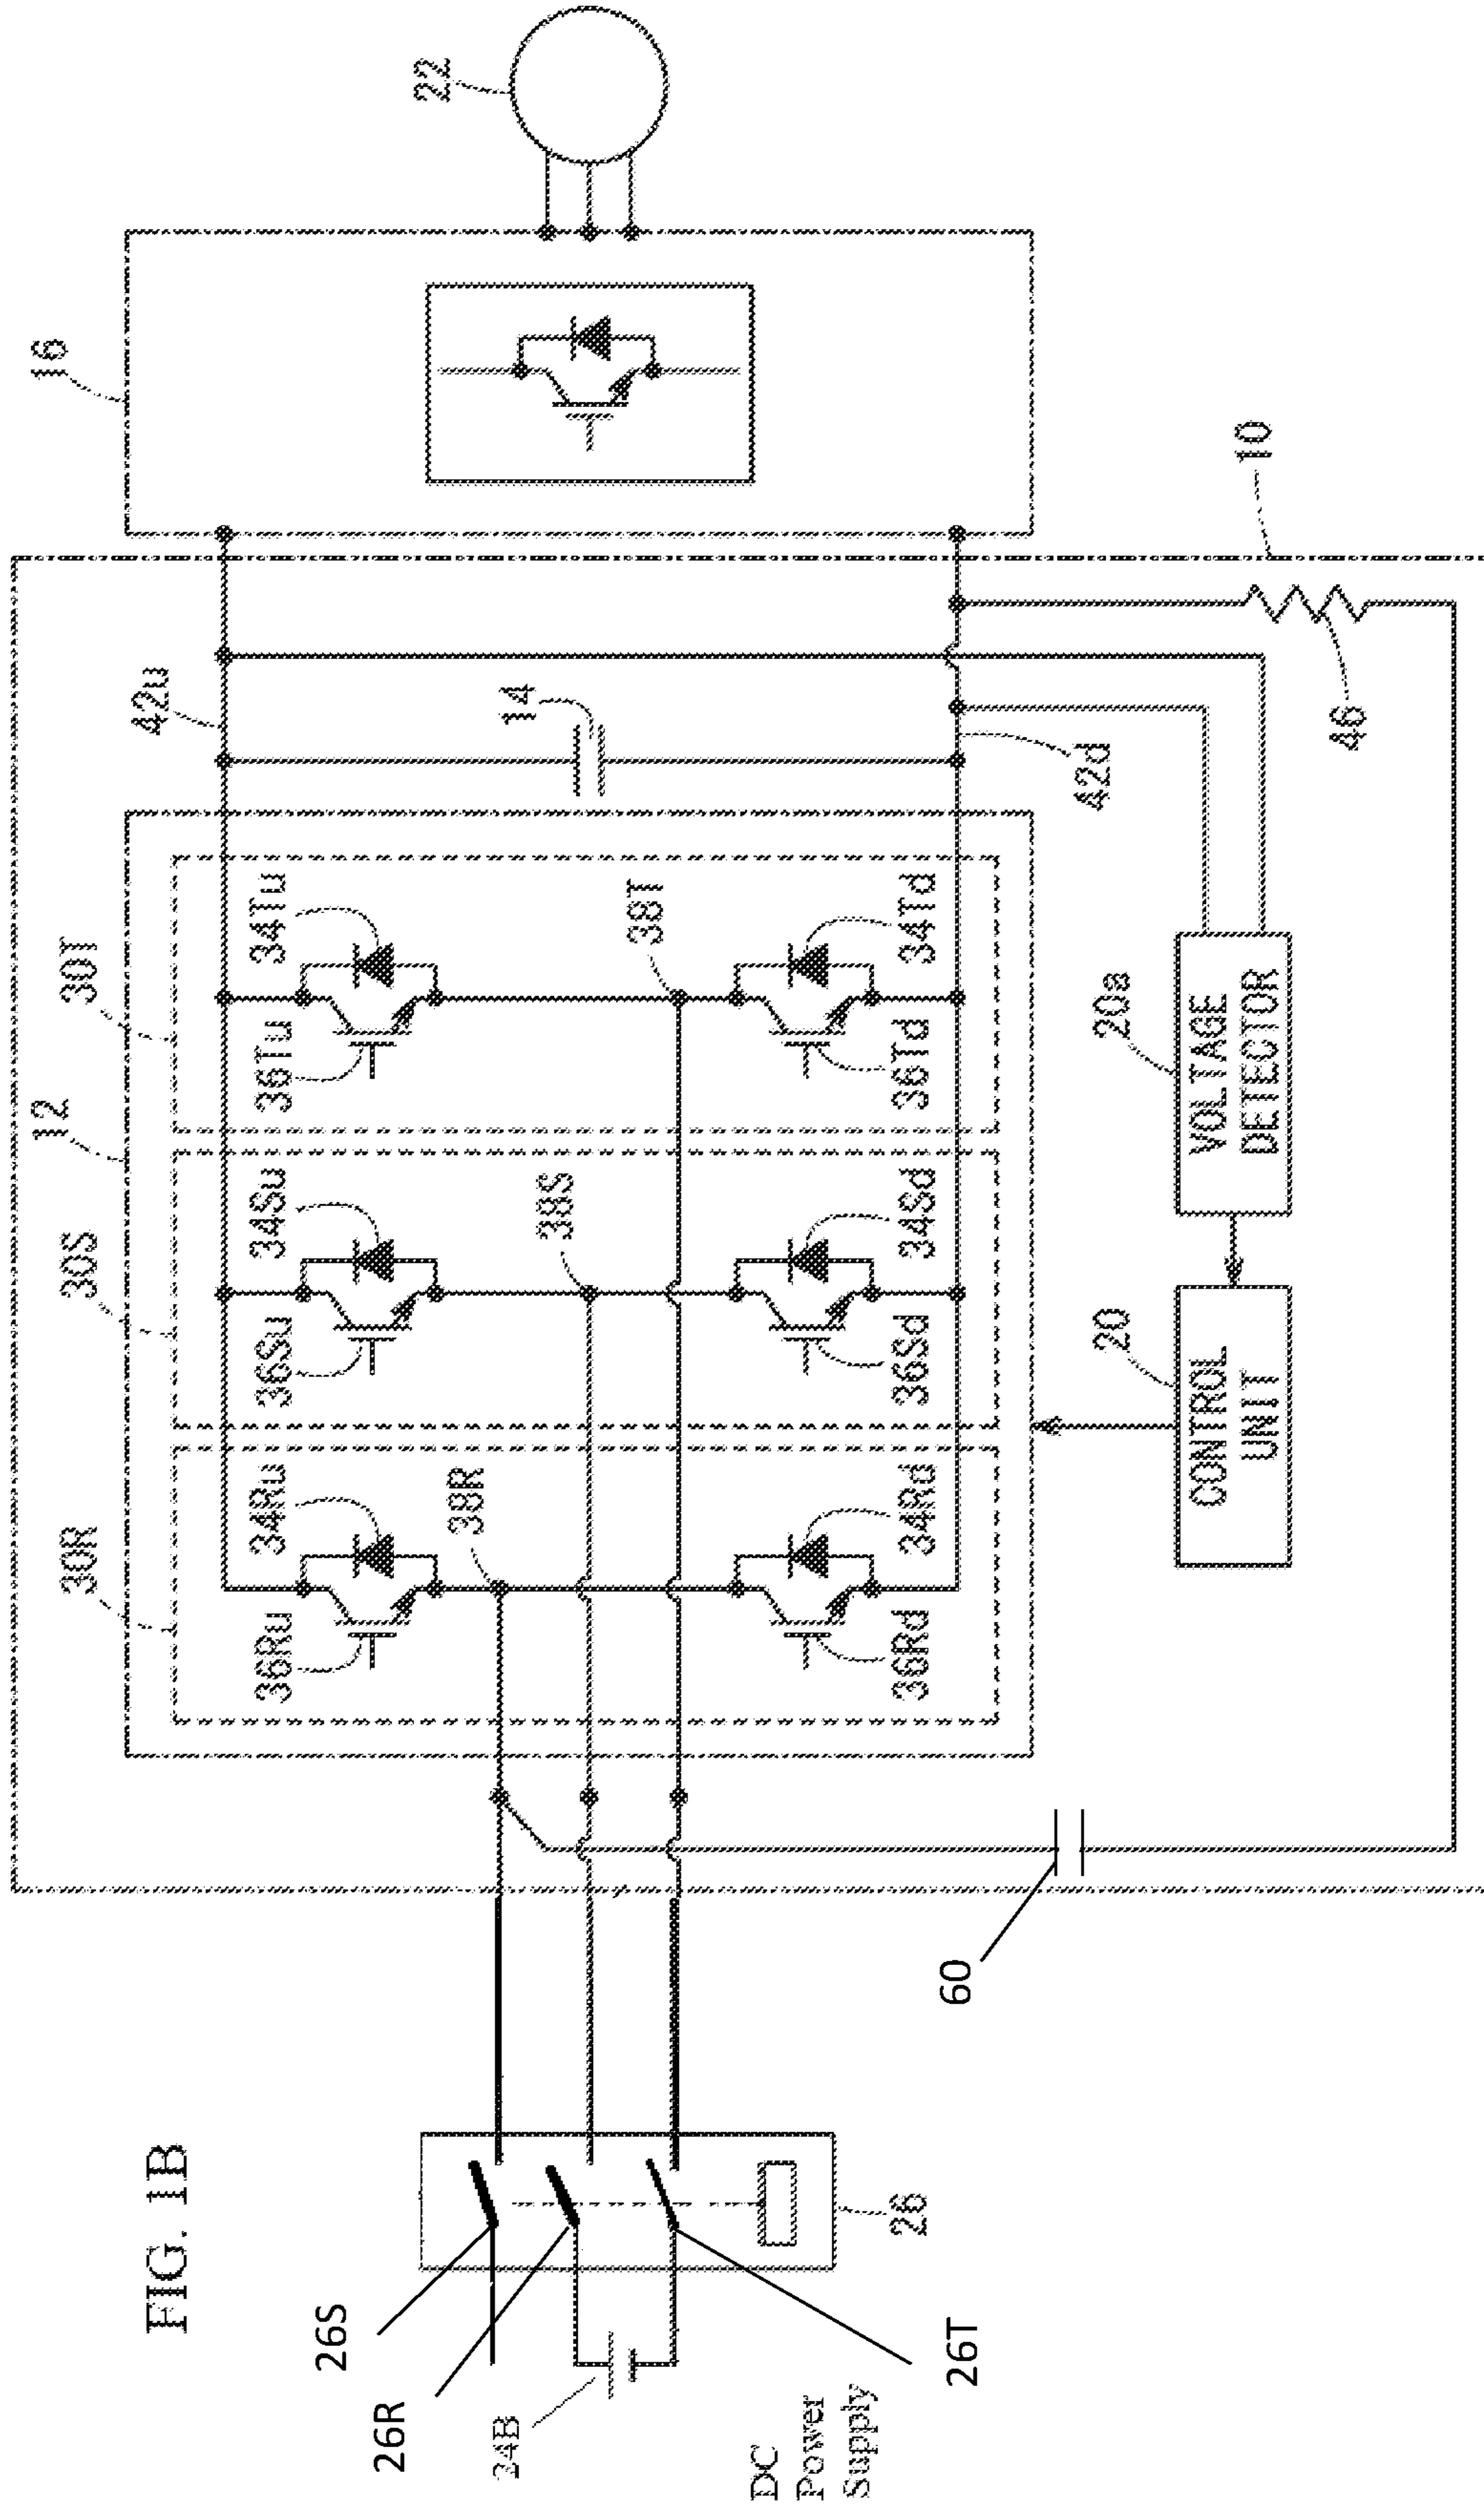 FIG. 1B
12
30R
30S
30T
16
42u
22
36Ru
34Ru
36Su
34Su
36Tu
34Tu
38R
38S
38T
14
26S
26R
24B
DC
Power
Supply
26T
26
60
36Rd
34Rd
36Sd
34Sd
36Td
34Td
42d
20
CONTROL
UNIT
20a
VOLTAGE
DETECTOR
46
10